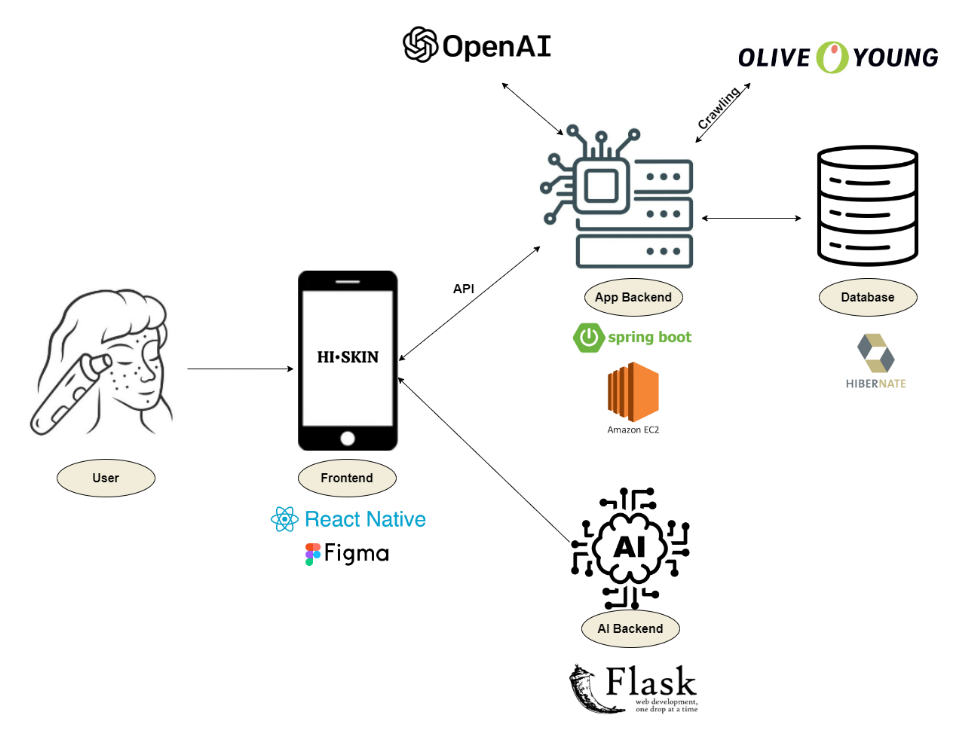 OpenAI
OLIVE YOUNG
Crawling
API
App Backend
Database
spring boot
HIBERNATE
Amazon EC2
HI•SKIN
User
Frontend
React Native
Figma
AI
AI Backend
Flask
web development,
one drop at a time